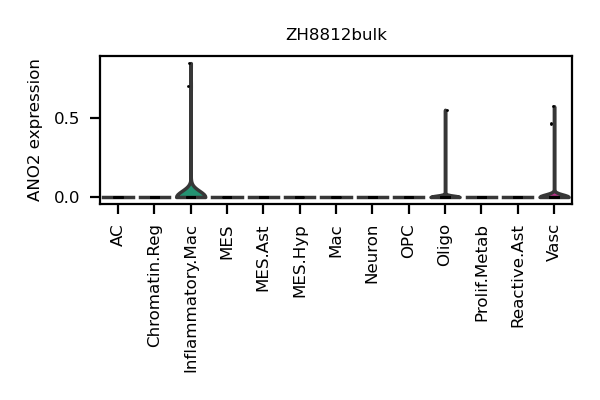 ZH8812bulk
ANO2 expression
0.5
0.0
AC
Chromatin.Reg
Inflammatory.Mac
MES
MES.Ast
MES.Hyp
Mac
Neuron
OPC
Oligo
Prolif.Metab
Reactive.Ast
Vasc